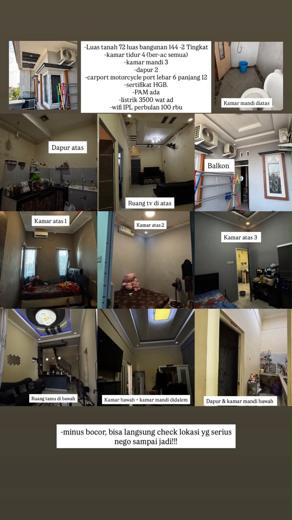 -Luas tanah 72 luas bangunan 144 -2 Tingkat
-kamar tidur 4 (ber-ac semua)
-kamar mandi 3
-dapur 2
-carport motorcycle port lebar 6 panjang 12
-sertifikat HGB.
-PAM ada
-listrik 3500 wat ad
-wifi IPL perbulan 100 rbu
Kamar mandi diatas
Dapur atas
Ruang tv di atas
Balkon
Kamar atas 1
Kamar atas 2
Kamar atas 3
Ruang tamu di bawah
Kamar bawah + kamar mandi didalem
Dapur & kamar mandi bawah
-minus bocor, bisa langsung check lokasi yg serius
nego sampai jadi!!!